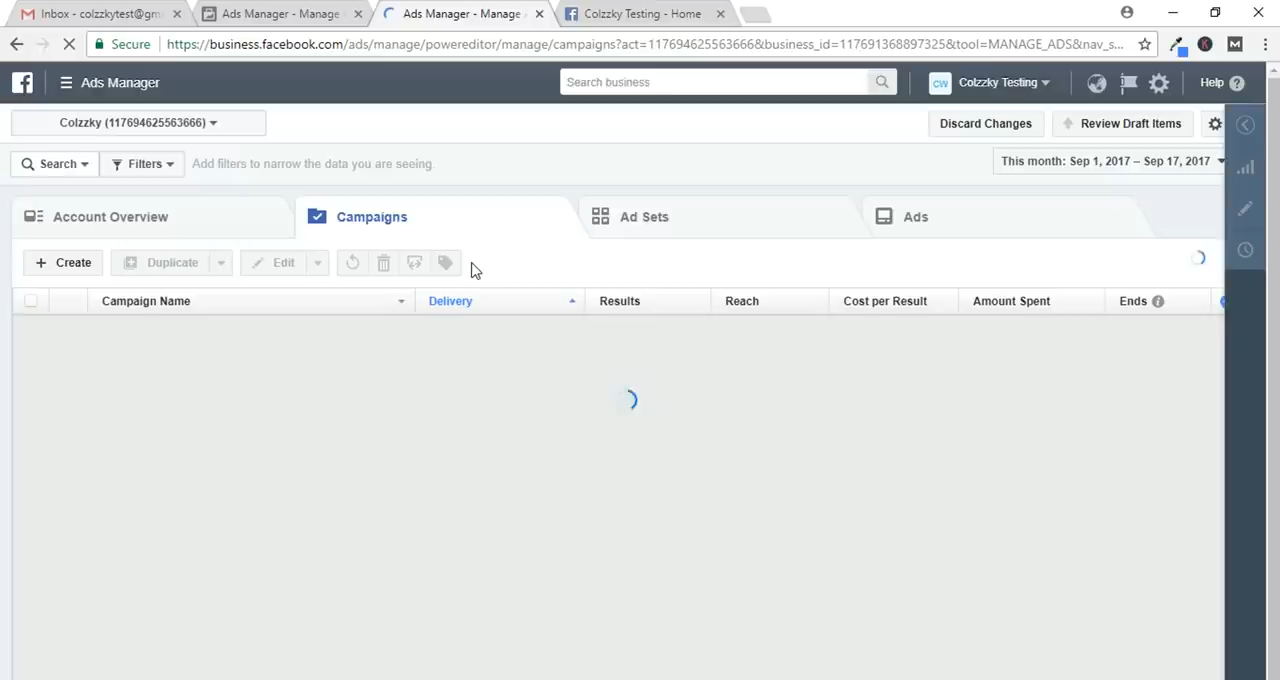 Inbox - colzzkytest@gm
Ads Manager - Manage
Ads Manager - Manage
Colzzky Testing - Home
Secure
https://business.facebook.com/ads/manage/powereditor/manage/campaigns?act=117694625563666&business_id=117691368897325&tool=MANAGE_ADS&nav_s...
Ads Manager
Search business
CW
Colzzky Testing
Help
Colzzky (117694625563666)
Discard Changes
Review Draft Items
Search
Filters
Add filters to narrow the data you are seeing.
This month: Sep 1, 2017 – Sep 17, 2017
Account Overview
Campaigns
Ad Sets
Ads
+ Create
Duplicate
Edit
Campaign Name
Delivery
Results
Reach
Cost per Result
Amount Spent
Ends